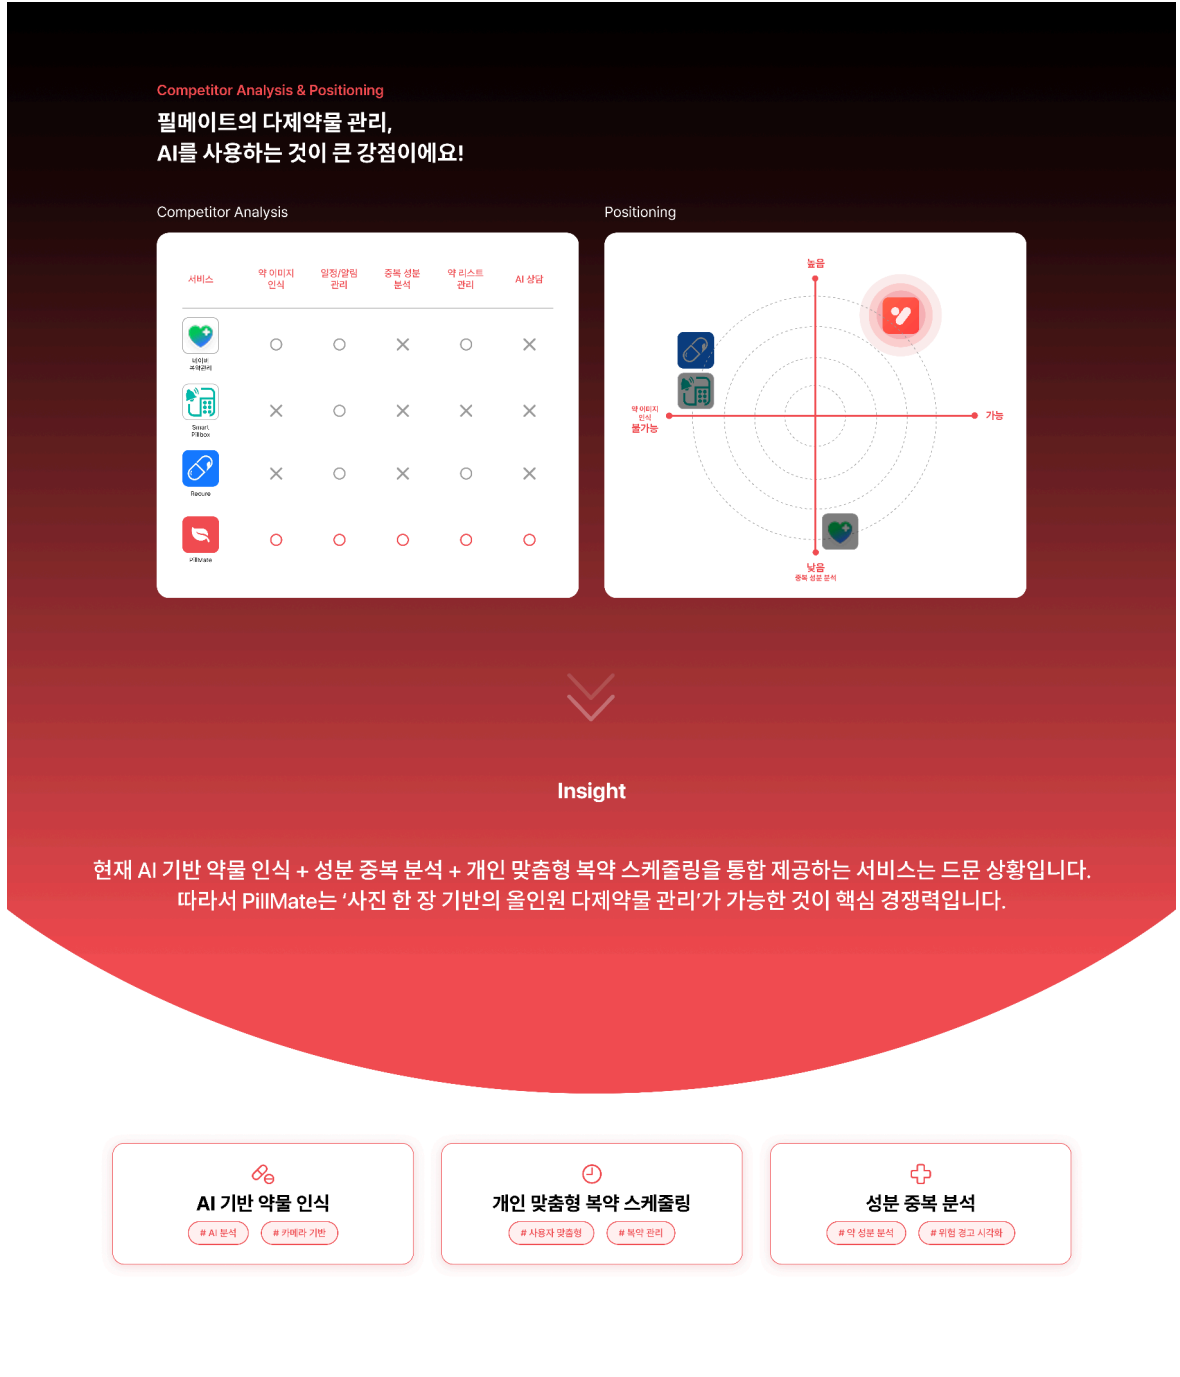 Competitor Analysis & Positioning
필메이트의 다제약물 관리,
AI를 사용하는 것이 큰 강점이에요!
Competitor Analysis
서비스
약 이미지
인식
일정/알림
관리
중복 성분
분석
약 리스트
관리
AI 상담
네이버
복약관리
Smart
Pillbox
Recure
PillMate
Positioning
높음
약 이미지
인식
불가능
가능
낮음
중복 성분 분석
Insight
현재 AI 기반 약물 인식 + 성분 중복 분석 + 개인 맞춤형 복약 스케줄링을 통합 제공하는 서비스는 드문 상황입니다.
따라서 PillMate는 ‘사진 한 장 기반의 올인원 다제약물 관리’가 가능한 것이 핵심 경쟁력입니다.
AI 기반 약물 인식
# AI 분석
# 카메라 기반
개인 맞춤형 복약 스케줄링
# 사용자 맞춤형
# 복약 관리
성분 중복 분석
# 약 성분 분석
# 위험 경고 시각화